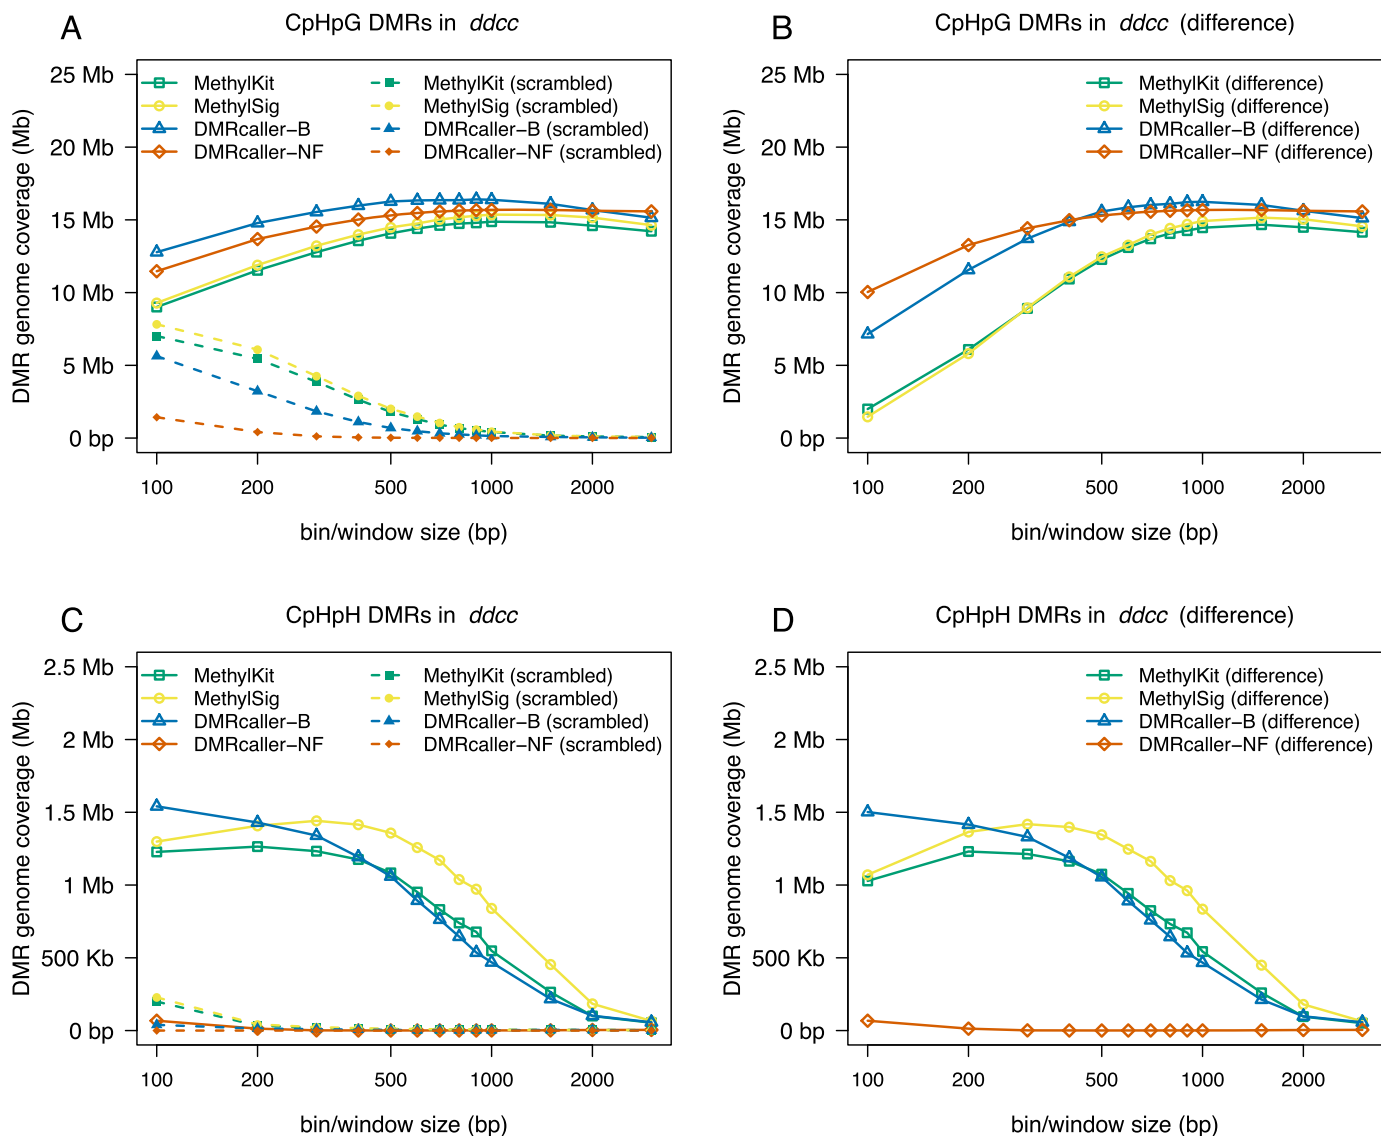 A
CpHpG DMRs in ddcc
DMR genome coverage (Mb)
25 Mb
20 Mb
15 Mb
10 Mb
5 Mb
0 bp
MethylKit
MethylSig
DMRcaller−B
DMRcaller−NF
MethylKit (scrambled)
MethylSig (scrambled)
DMRcaller−B (scrambled)
DMRcaller−NF (scrambled)
100 200 500 1000 2000
bin/window size (bp)
B
CpHpG DMRs in ddcc (difference)
DMR genome coverage (Mb)
25 Mb
20 Mb
15 Mb
10 Mb
5 Mb
0 bp
MethylKit (difference)
MethylSig (difference)
DMRcaller−B (difference)
DMRcaller−NF (difference)
100 200 500 1000 2000
bin/window size (bp)
C
CpHpH DMRs in ddcc
DMR genome coverage (Mb)
2.5 Mb
2 Mb
1.5 Mb
1 Mb
500 Kb
0 bp
MethylKit
MethylSig
DMRcaller−B
DMRcaller−NF
MethylKit (scrambled)
MethylSig (scrambled)
DMRcaller−B (scrambled)
DMRcaller−NF (scrambled)
100 200 500 1000 2000
bin/window size (bp)
D
CpHpH DMRs in ddcc (difference)
DMR genome coverage (Mb)
2.5 Mb
2 Mb
1.5 Mb
1 Mb
500 Kb
0 bp
MethylKit (difference)
MethylSig (difference)
DMRcaller−B (difference)
DMRcaller−NF (difference)
100 200 500 1000 2000
bin/window size (bp)